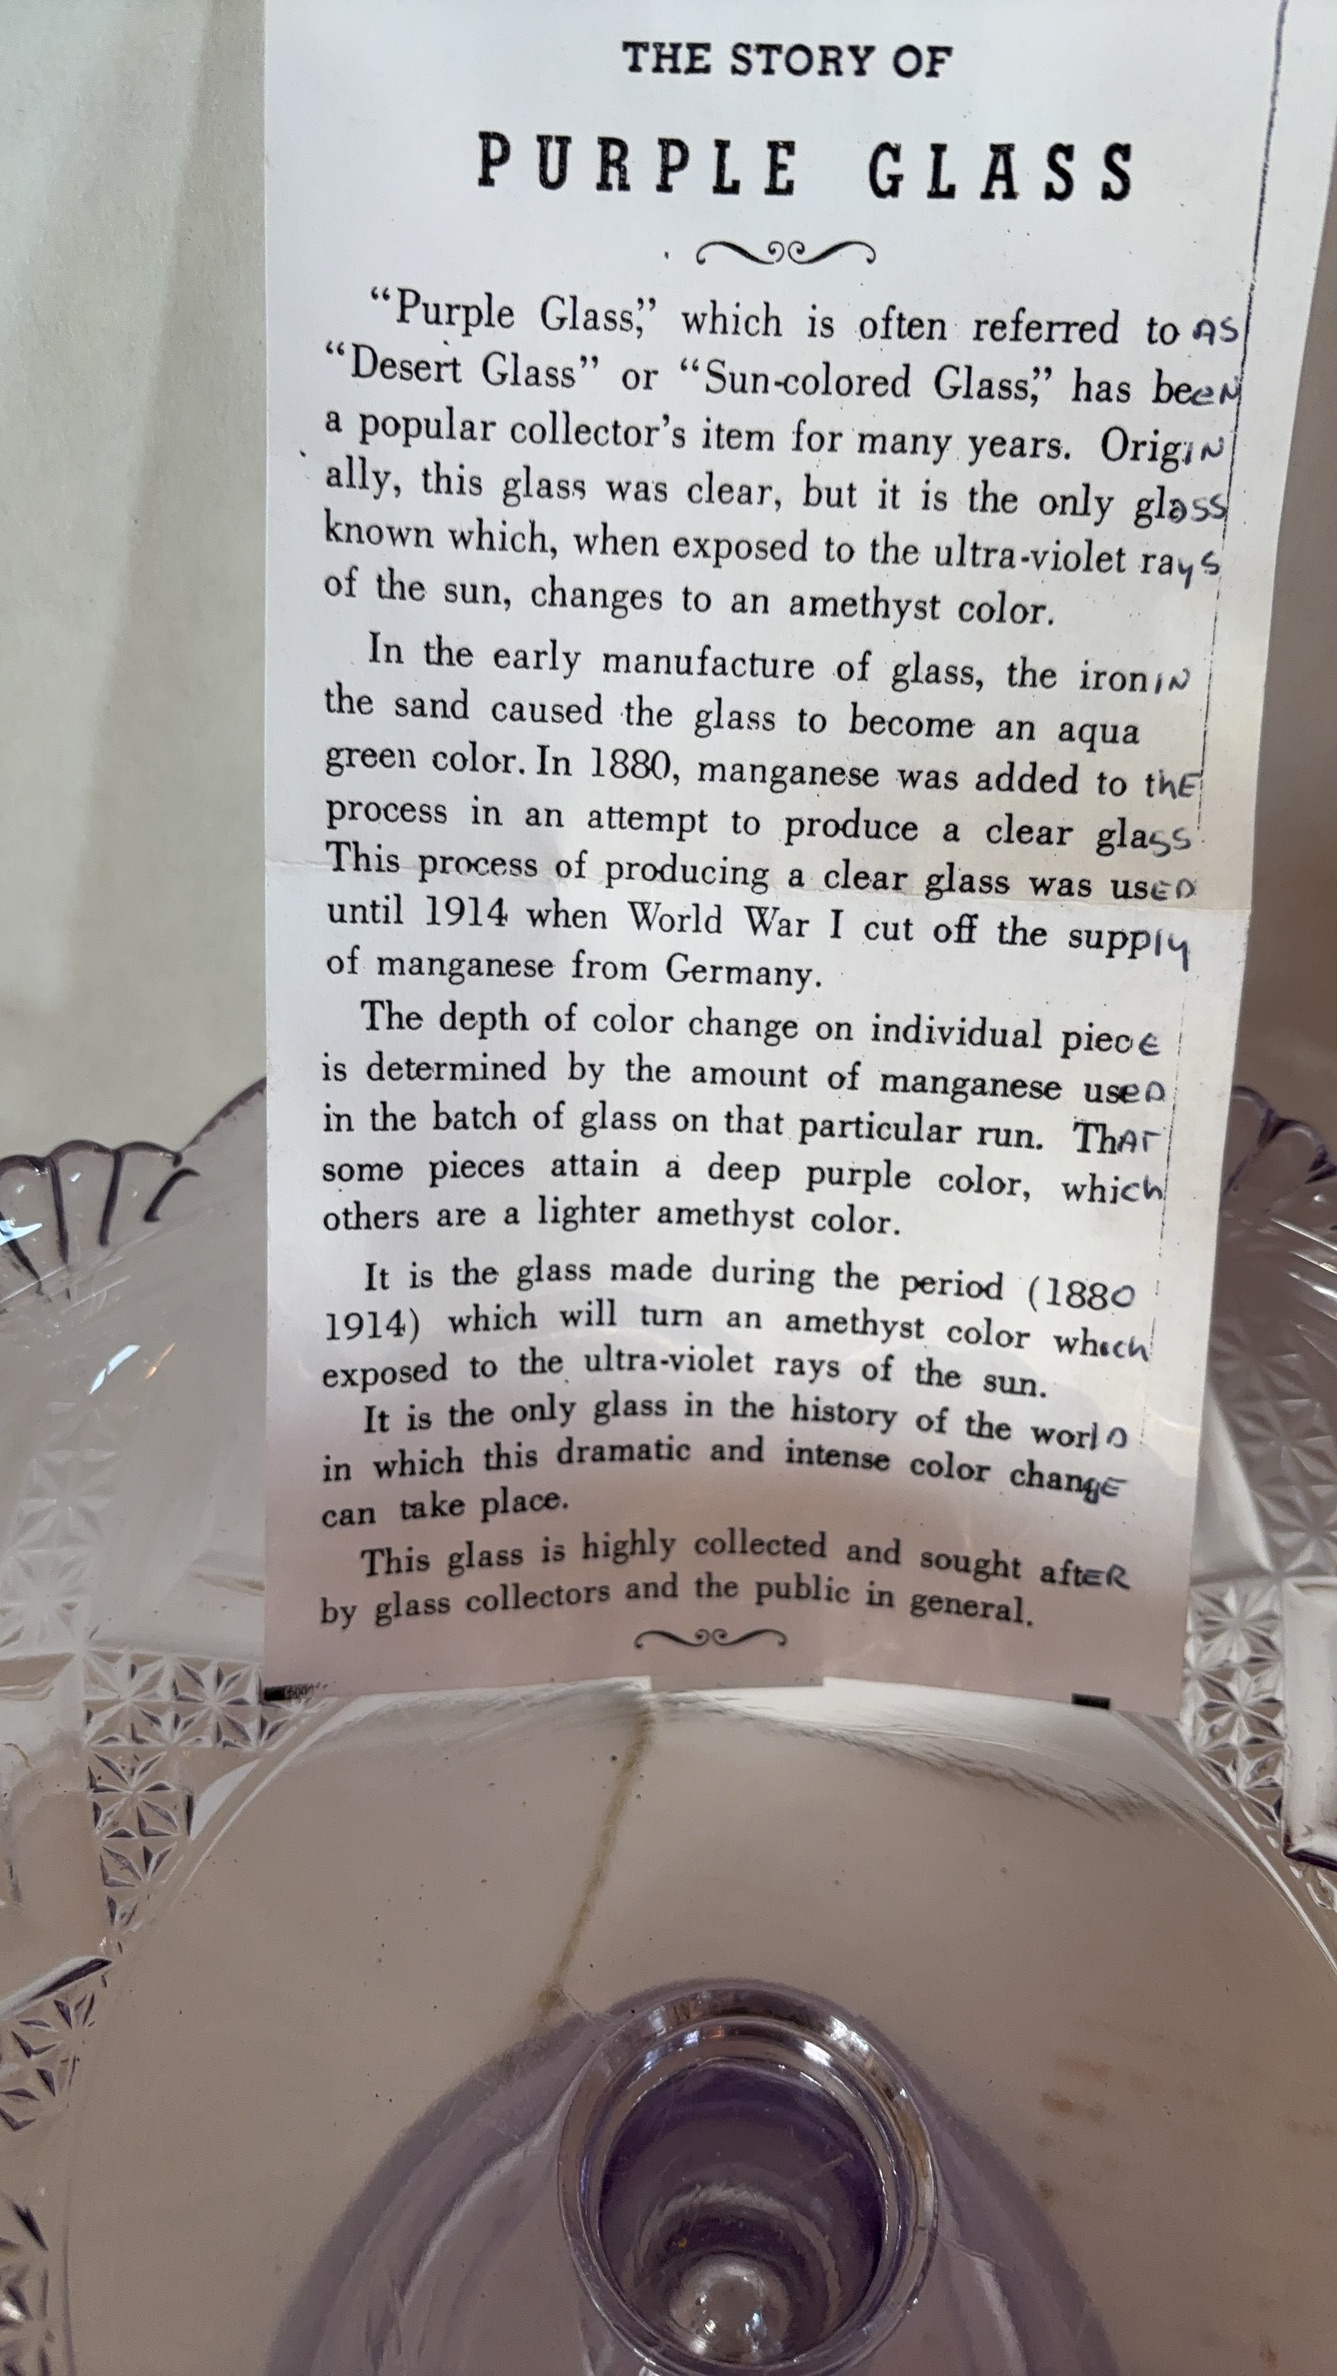 THE STORY OF
PURPLE GLASS
“Purple Glass,” which is often referred to AS
“Desert Glass” or “Sun-colored Glass,” has beeN
a popular collector’s item for many years. OrigiN
ally, this glass was clear, but it is the only glass
known which, when exposed to the ultra-violet rayS
of the sun, changes to an amethyst color.
In the early manufacture of glass, the iron iN
the sand caused the glass to become an aqua
green color. In 1880, manganese was added to thE
process in an attempt to produce a clear glass
This process of producing a clear glass was usED
until 1914 when World War I cut off the supply
of manganese from Germany.
The depth of color change on individual piece
is determined by the amount of manganese useD
in the batch of glass on that particular run. ThAT
some pieces attain a deep purple color, which
others are a lighter amethyst color.
It is the glass made during the period (1880
1914) which will turn an amethyst color which
exposed to the ultra-violet rays of the sun.
It is the only glass in the history of the worlD
in which this dramatic and intense color changE
can take place.
This glass is highly collected and sought aftER
by glass collectors and the public in general.